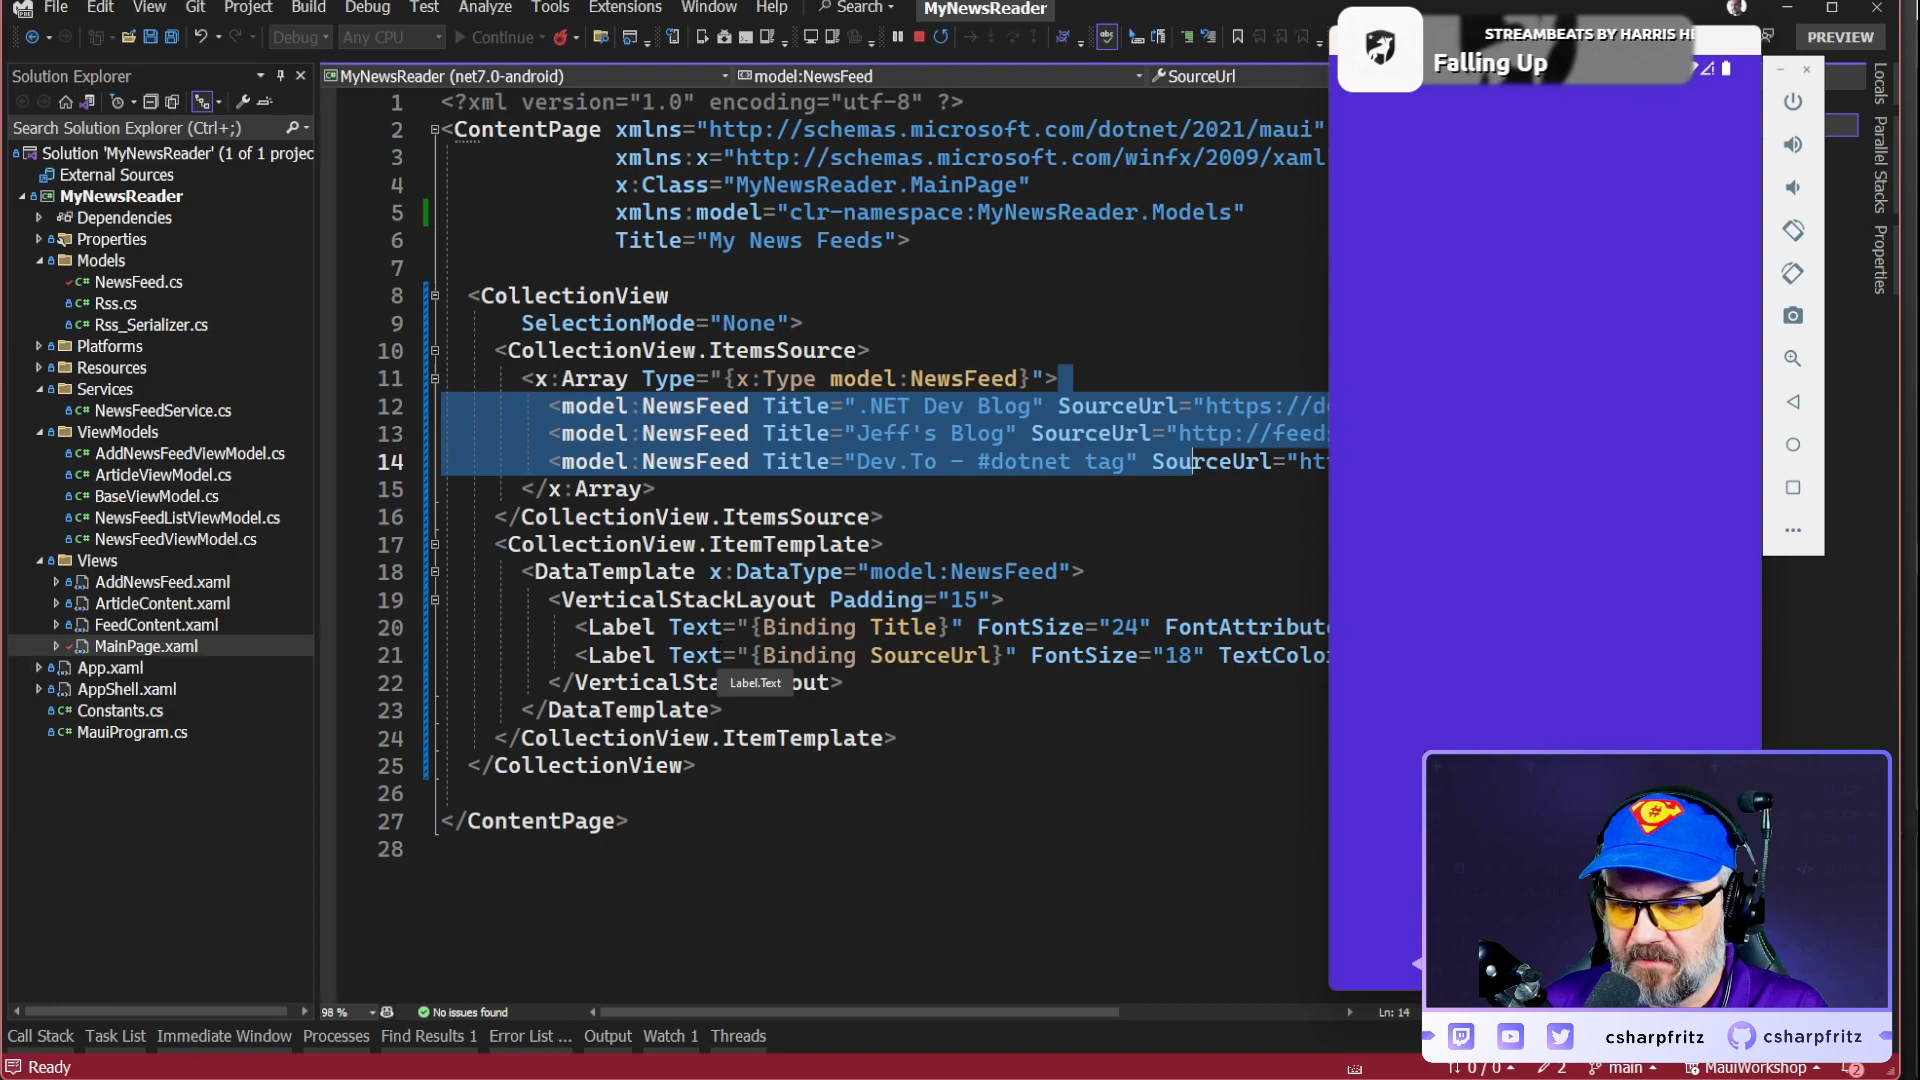 File Edit View Git Project Build Debug Test Analyze Tools Extensions Window Help Search MyNewsReader
Debug Any CPU Continue
PREVIEW
STREAMBEATS BY HARRIS HE
Falling Up
Solution Explorer
Search Solution Explorer (Ctrl+;)
Solution 'MyNewsReader' (1 of 1 projec
External Sources
MyNewsReader
Dependencies
Properties
Models
C# NewsFeed.cs
C# Rss.cs
C# Rss_Serializer.cs
Platforms
Resources
Services
C# NewsFeedService.cs
ViewModels
C# AddNewsFeedViewModel.cs
C# ArticleViewModel.cs
C# BaseViewModel.cs
C# NewsFeedListViewModel.cs
C# NewsFeedViewModel.cs
Views
AddNewsFeed.xaml
ArticleContent.xaml
FeedContent.xaml
MainPage.xaml
App.xaml
AppShell.xaml
C# Constants.cs
C# MauiProgram.cs
MyNewsReader (net7.0-android) model:NewsFeed SourceUrl
1 <?xml version="1.0" encoding="utf-8" ?>
2 <ContentPage xmlns="http://schemas.microsoft.com/dotnet/2021/maui"
3 xmlns:x="http://schemas.microsoft.com/winfx/2009/xaml
4 x:Class="MyNewsReader.MainPage"
5 xmlns:model="clr-namespace:MyNewsReader.Models"
6 Title="My News Feeds">
7
8 <CollectionView
9 SelectionMode="None">
10 <CollectionView.ItemsSource>
11 <x:Array Type="{x:Type model:NewsFeed}">
12 <model:NewsFeed Title=".NET Dev Blog" SourceUrl="https://de
13 <model:NewsFeed Title="Jeff's Blog" SourceUrl="http://feeds
14 <model:NewsFeed Title="Dev.To - #dotnet tag" SourceUrl="htt
15 </x:Array>
16 </CollectionView.ItemsSource>
17 <CollectionView.ItemTemplate>
18 <DataTemplate x:DataType="model:NewsFeed">
19 <VerticalStackLayout Padding="15">
20 <Label Text="{Binding Title}" FontSize="24" FontAttribute
21 <Label Text="{Binding SourceUrl}" FontSize="18" TextColo
22 </VerticalSta out>
Label.Text
23 </DataTemplate>
24 </CollectionView.ItemTemplate>
25 </CollectionView>
26
27 </ContentPage>
28
Locals
Parallel Stacks
Properties
98 % No issues found Ln: 14
Call Stack Task List Immediate Window Processes Find Results 1 Error List ... Output Watch 1 Threads
Ready 0 / 0 2 main MauiWorkshop 2
csharpfritz csharpfritz